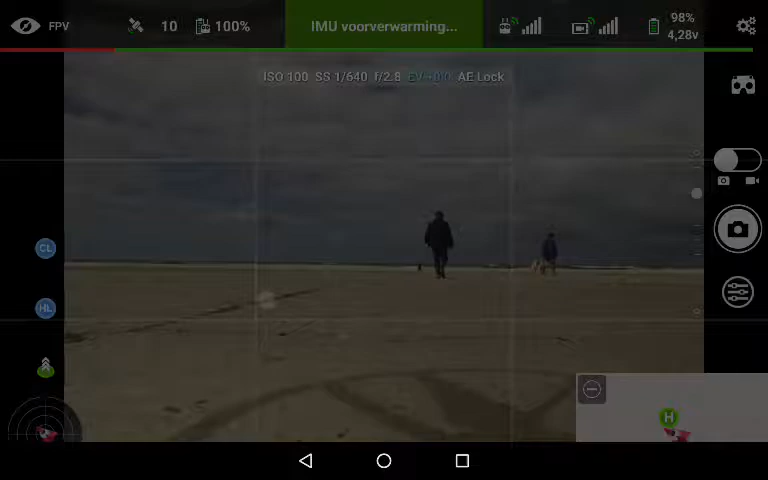 FPV 10 100% IMU voorverwarming... 98%
4,28v
ISO 100 SS 1/640 f/2.8 EV +0.0 AE Lock
CL
HL
H